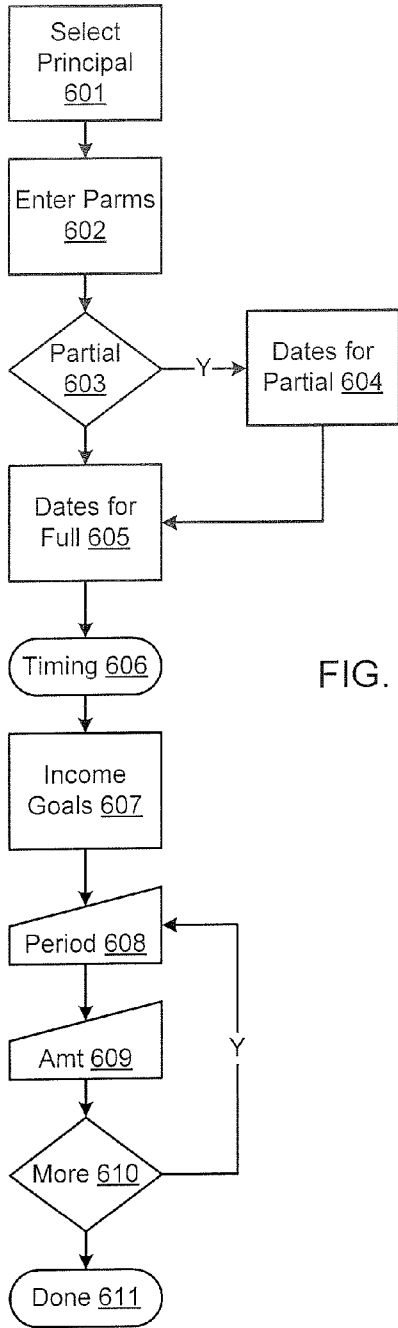 Select
Principal
601
Enter Parms
602
Partial
603
Y
Dates for
Partial 604
Dates for
Full 605
Timing 606
FIG.
Income
Goals 607
Period 608
Amt 609
Y
More 610
Done 611